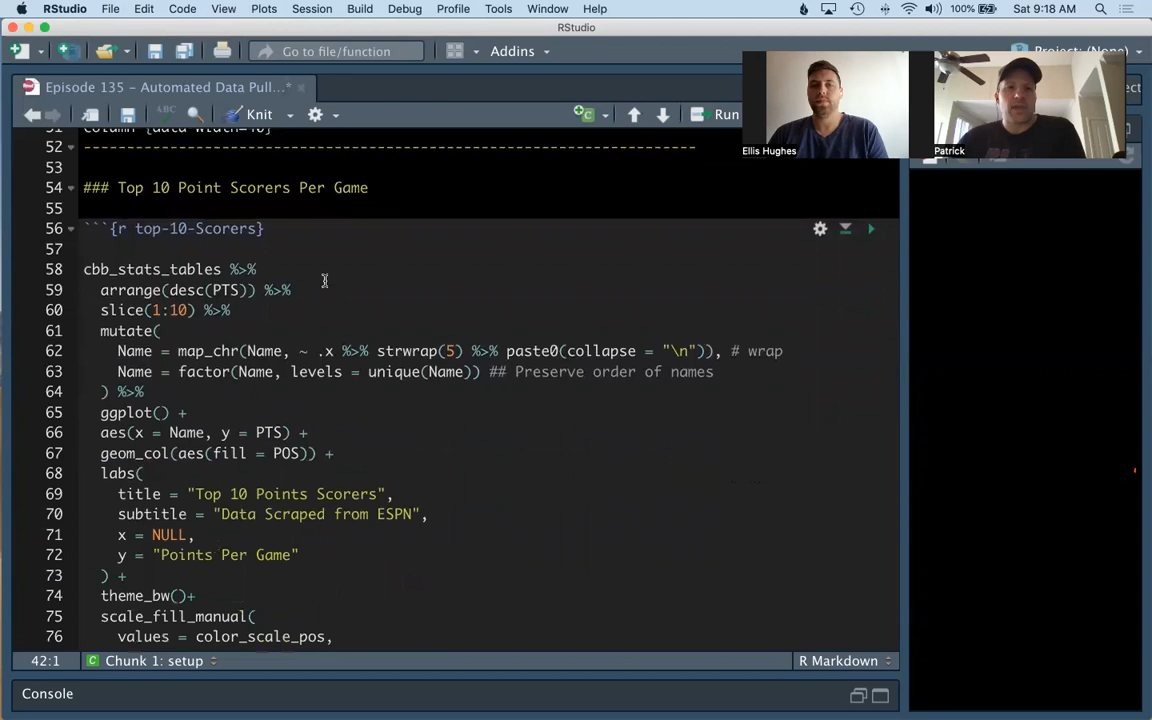 RStudio File Edit Code View Plots Session Build Debug Profile Tools Window Help 100% Sun 9:18 AM
RStudio
Go to file/function Addins Project: (None)
Episode 135 – Automated Data Pull...*
ABC Knit Run
Ellis Hughes Patrick
52 --------------------------------------------------------------------
53
54 ### Top 10 Point Scorers Per Game
55
56 ```{r top-10-Scorers}
57
58 cbb_stats_tables %>%
59 arrange(desc(PTS)) %>%
60 slice(1:10) %>%
61 mutate(
62 Name = map_chr(Name, ~ .x %>% strwrap(5) %>% paste0(collapse = "\n")), # wrap
63 Name = factor(Name, levels = unique(Name)) ## Preserve order of names
64 ) %>%
65 ggplot() +
66 aes(x = Name, y = PTS) +
67 geom_col(aes(fill = POS)) +
68 labs(
69 title = "Top 10 Points Scorers",
70 subtitle = "Data Scraped from ESPN",
71 x = NULL,
72 y = "Points Per Game"
73 ) +
74 theme_bw()+
75 scale_fill_manual(
76 values = color_scale_pos,
42:1 C Chunk 1: setup R Markdown
Console